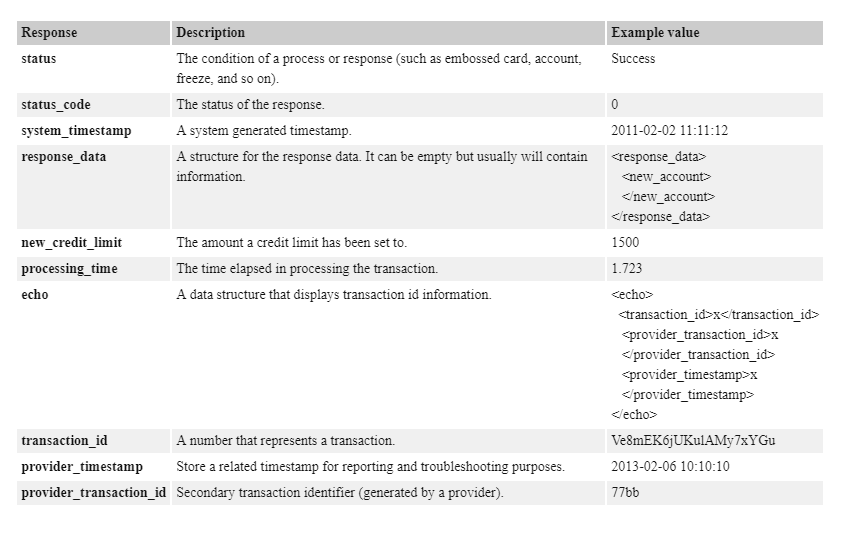 Response Description Example value
status The condition of a process or response (such as embossed card, account, Success
freeze, and so on).
status_code The status of the response. 0
system_timestamp A system generated timestamp. 2011-02-02 11:11:12
response_data A structure for the response data. It can be empty but usually will contain <response_data>
information. <new_account>
</new_account>
</response_data>
new_credit_limit The amount a credit limit has been set to. 1500
processing_time The time elapsed in processing the transaction. 1.723
echo A data structure that displays transaction id information. <echo>
<transaction_id>x</transaction_id>
<provider_transaction_id>x
</provider_transaction_id>
<provider_timestamp>x
</provider_timestamp>
</echo>
transaction_id A number that represents a transaction. Ve8mEK6jUKulAMy7xYGu
provider_timestamp Store a related timestamp for reporting and troubleshooting purposes. 2013-02-06 10:10:10
provider_transaction_id Secondary transaction identifier (generated by a provider). 77bb